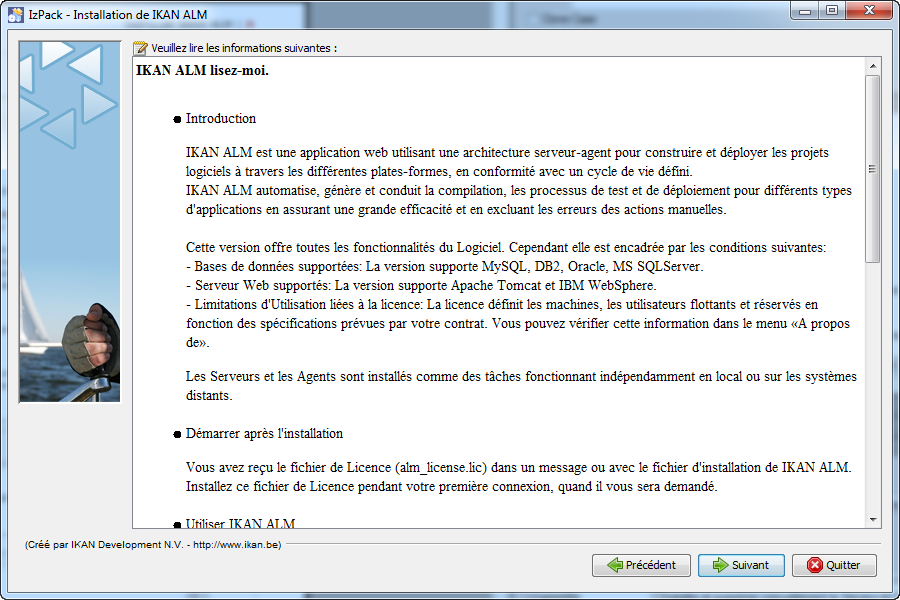 IzPack - Installation de IKAN ALM
Veuillez lire les informations suivantes :
IKAN ALM lisez-moi.
● Introduction
IKAN ALM est une application web utilisant une architecture serveur-agent pour construire et déployer les projets
logiciels à travers les différentes plates-formes, en conformité avec un cycle de vie défini.
IKAN ALM automatise, génère et conduit la compilation, les processus de test et de déploiement pour différents types
d'applications en assurant une grande efficacité et en excluant les erreurs des actions manuelles.
Cette version offre toutes les fonctionnalités du Logiciel. Cependant elle est encadrée par les conditions suivantes:
- Bases de données supportées: La version supporte MySQL, DB2, Oracle, MS SQLServer.
- Serveur Web supportés: La version supporte Apache Tomcat et IBM WebSphere.
- Limitations d'Utilisation liées à la licence: La licence définit les machines, les utilisateurs flottants et réservés en
fonction des spécifications prévues par votre contrat. Vous pouvez vérifier cette information dans le menu «A propos
de».
Les Serveurs et les Agents sont installés comme des tâches fonctionnant indépendamment en local ou sur les systèmes
distants.
● Démarrer après l'installation
Vous avez reçu le fichier de Licence (alm_license.lic) dans un message ou avec le fichier d'installation de IKAN ALM.
Installez ce fichier de Licence pendant votre première connexion, quand il vous sera demandé.
● Utiliser IKAN ALM
(Créé par IKAN Development N.V. - http://www.ikan.be)
Précédent
Suivant
Quitter